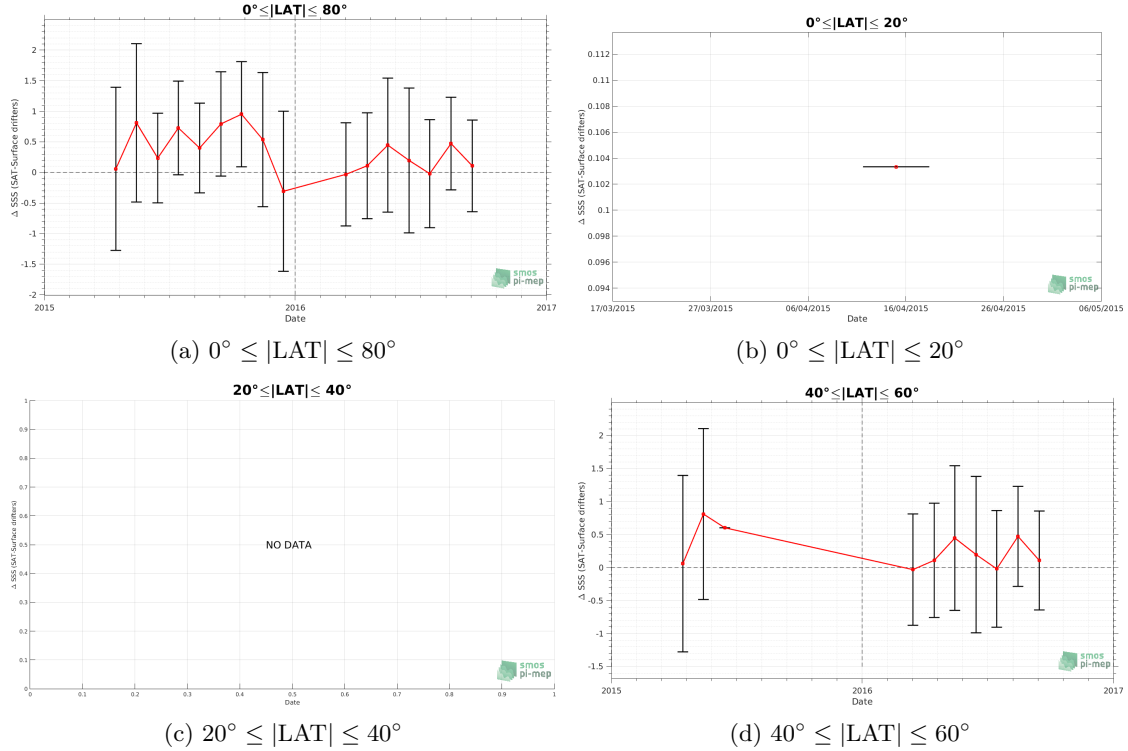 0°≤|LAT|≤ 80°
Δ SSS (SAT-Surface drifters)
2
1.5
1
0.5
0
-0.5
-1
-1.5
-2
2015
2016
2017
Date
smos
pi-mep
(a) 0° ≤ |LAT| ≤ 80°
0°≤|LAT|≤ 20°
Δ SSS (SAT-Surface drifters)
0.112
0.11
0.108
0.106
0.104
0.102
0.1
0.098
0.096
0.094
17/03/2015
27/03/2015
06/04/2015
16/04/2015
26/04/2015
06/05/2015
Date
smos
pi-mep
(b) 0° ≤ |LAT| ≤ 20°
20°≤|LAT|≤ 40°
Δ SSS (SAT-Surface drifters)
1
0.9
0.8
0.7
0.6
0.5
0.4
0.3
0.2
0.1
0
NO DATA
0
0.1
0.2
0.3
0.4
0.5
0.6
0.7
0.8
0.9
1
Date
smos
pi-mep
(c) 20° ≤ |LAT| ≤ 40°
40°≤|LAT|≤ 60°
Δ SSS (SAT-Surface drifters)
2
1.5
1
0.5
0
-0.5
-1
-1.5
2015
2016
2017
Date
smos
pi-mep
(d) 40° ≤ |LAT| ≤ 60°